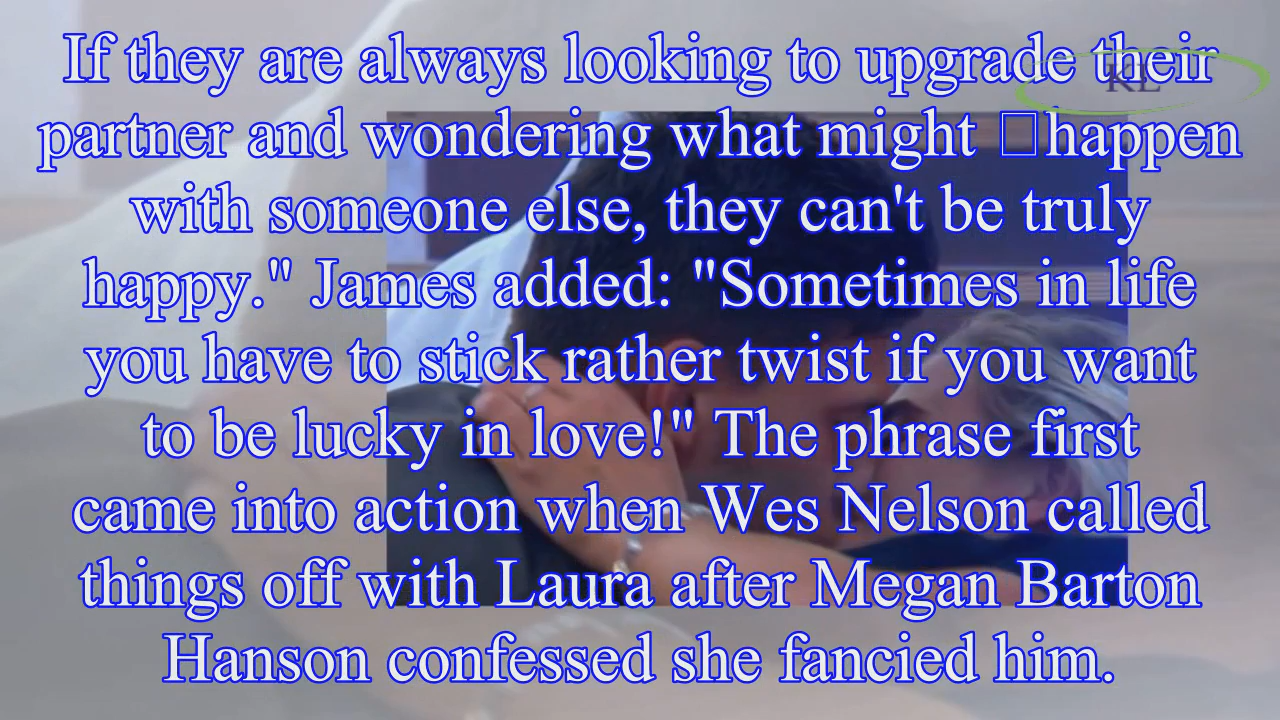 If they are always looking to upgrade their
KL
partner and wondering what might □happen
with someone else, they can't be truly
happy." James added: "Sometimes in life
you have to stick rather twist if you want
to be lucky in love!" The phrase first
came into action when Wes Nelson called
things off with Laura after Megan Barton
Hanson confessed she fancied him.